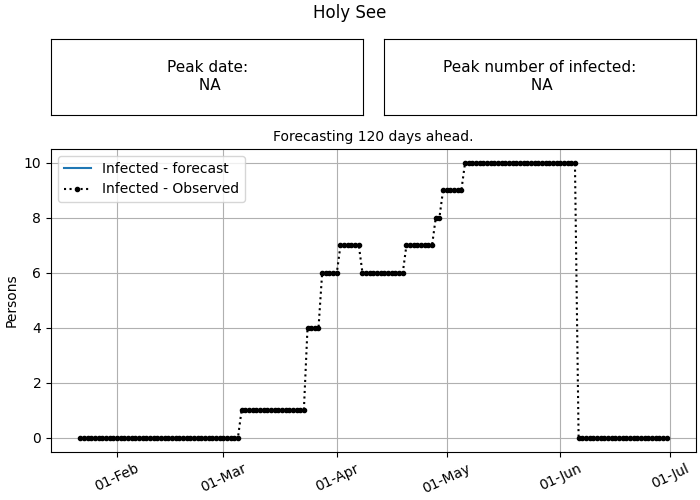 Holy See
Peak date:
NA
Peak number of infected:
NA
Forecasting 120 days ahead.
Infected - forecast
Infected - Observed
Persons
10
8
6
4
2
0
01-Feb
01-Mar
01-Apr
01-May
01-Jun
01-Jul